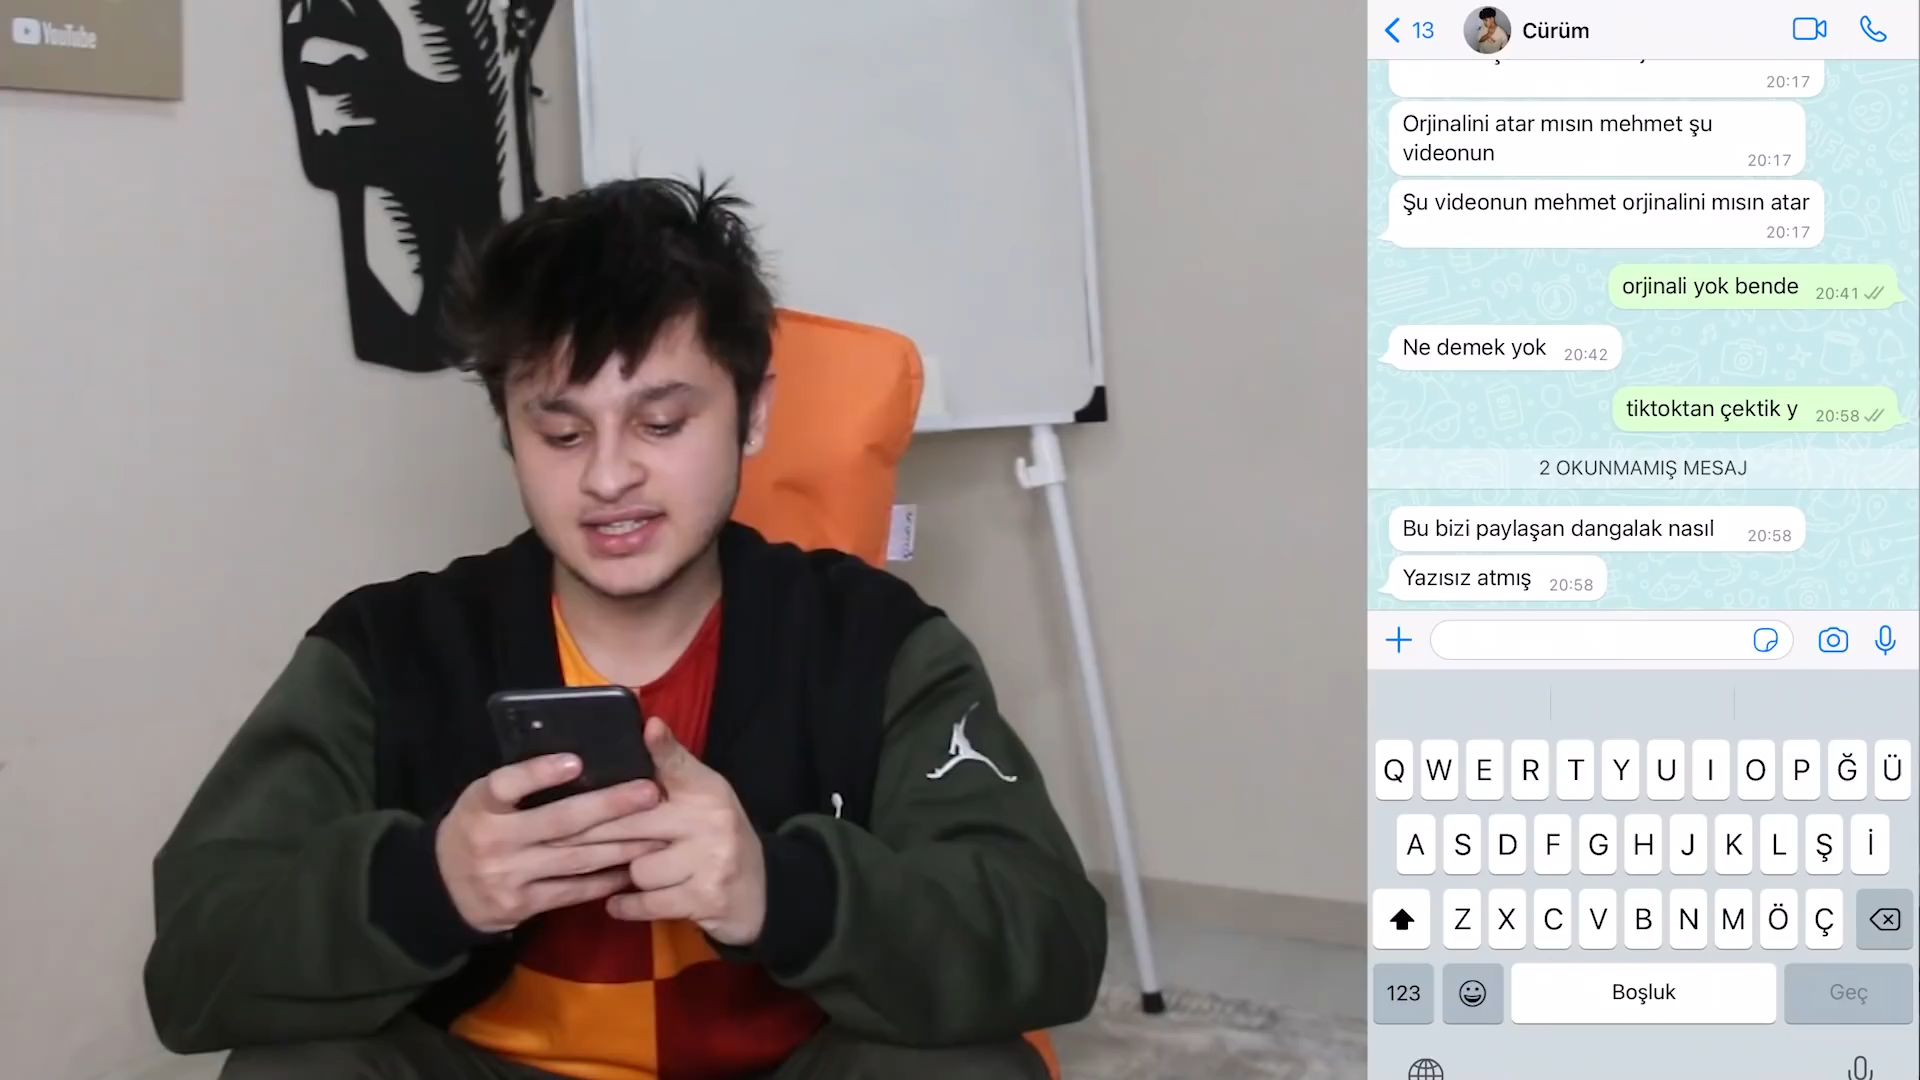 YouTube
13
Cürüm
20:17
Orjinalini atar mısın mehmet şu
videonun
20:17
Şu videonun mehmet orjinalini mısın atar
20:17
orjinali yok bende 20:41
Ne demek yok 20:42
tiktoktan çektik y 20:58
2 OKUNMAMIŞ MESAJ
Bu bizi paylaşan dangalak nasıl 20:58
Yazısız atmış 20:58
Q W E R T Y U I O P Ğ Ü
A S D F G H J K L Ş İ
Z X C V B N M Ö Ç
123 Boşluk Geç